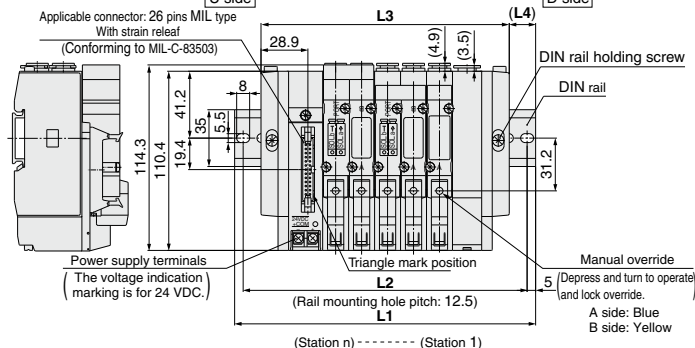 U side
D side
Applicable connector: 26 pins MIL type
With strain releaf
(Conforming to MIL-C-83503)
L3
(L4)
28.9
(4.9)
(3.5)
DIN rail holding screw
DIN rail
8
5.5
35
41.2
19.4
114.3
110.4
31.2
24VDC
Power supply terminals
(The voltage indication
marking is for 24 VDC.)
Triangle mark position
Manual override
(Depress and turn to operate
and lock override.)
A side: Blue
B side: Yellow
L2
5
(Rail mounting hole pitch: 12.5)
L1
(Station n) -------- (Station 1)